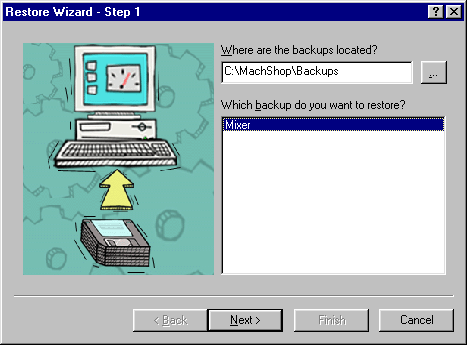 Restore Wizard - Step 1
Where are the backups located?
C:\MachShop\Backups
...
Which backup do you want to restore?
Mixer
< Back
Next >
Finish
Cancel